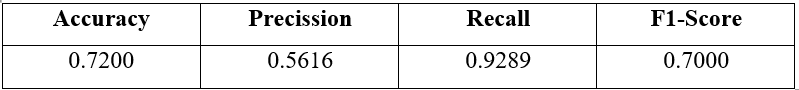 Accuracy Precission Recall F1-Score
0.7200 0.5616 0.9289 0.7000